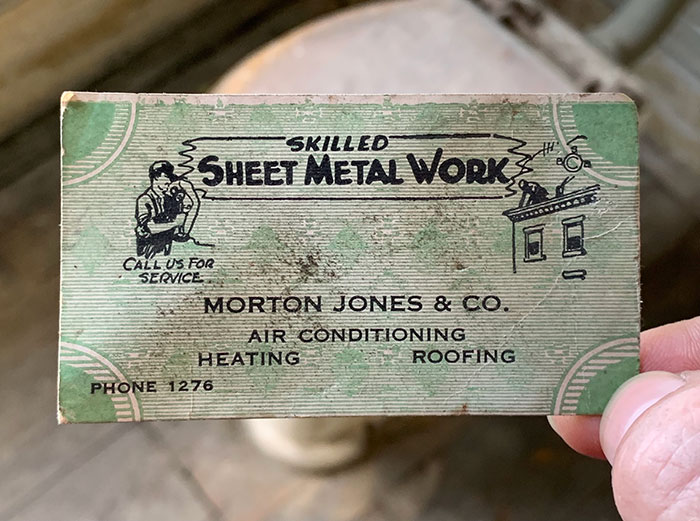 SKILLED
SHEET METAL WORK
CALL US FOR
SERVICE
MORTON JONES & CO.
AIR CONDITIONING
HEATING ROOFING
PHONE 1276